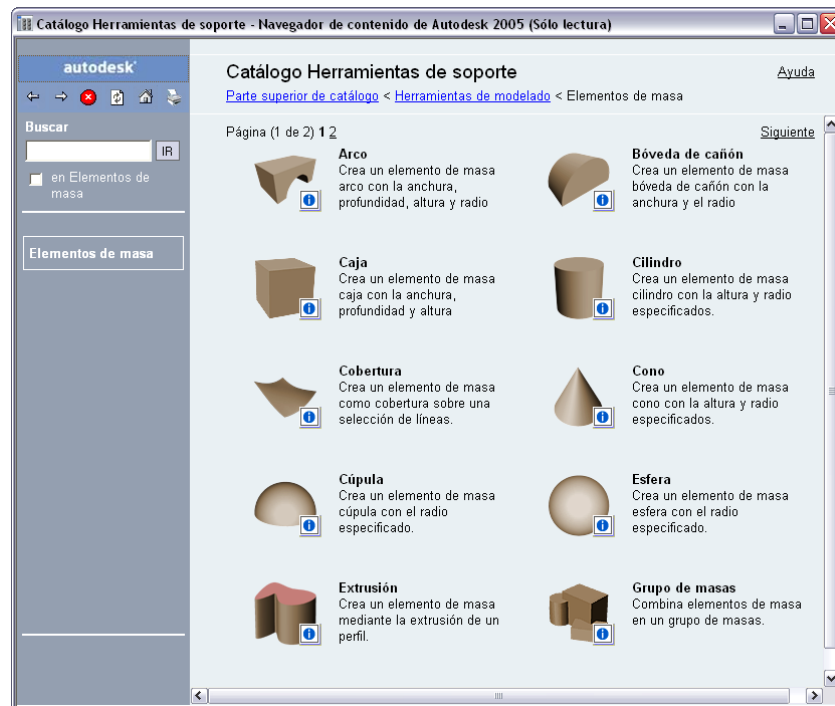 Catálogo Herramientas de soporte - Navegador de contenido de Autodesk 2005 (Sólo lectura)
autodesk
Buscar
IR
en Elementos de
masa
Elementos de masa
Catálogo Herramientas de soporte
Ayuda
Parte superior de catálogo < Herramientas de modelado < Elementos de masa
Página (1 de 2) 1 2
Siguiente
Arco
Crea un elemento de masa
arco con la anchura,
profundidad, altura y radio
Bóveda de cañón
Crea un elemento de masa
bóveda de cañón con la
anchura y el radio
Caja
Crea un elemento de masa
caja con la anchura,
profundidad y altura
Cilindro
Crea un elemento de masa
cilindro con la altura y radio
especificados.
Cobertura
Crea un elemento de masa
como cobertura sobre una
selección de líneas.
Cono
Crea un elemento de masa
cono con la altura y radio
especificados.
Cúpula
Crea un elemento de masa
cúpula con el radio
especificado.
Esfera
Crea un elemento de masa
esfera con el radio
especificado.
Extrusión
Crea un elemento de masa
mediante la extrusión de un
perfil.
Grupo de masas
Combina elementos de masa
en un grupo de masas.